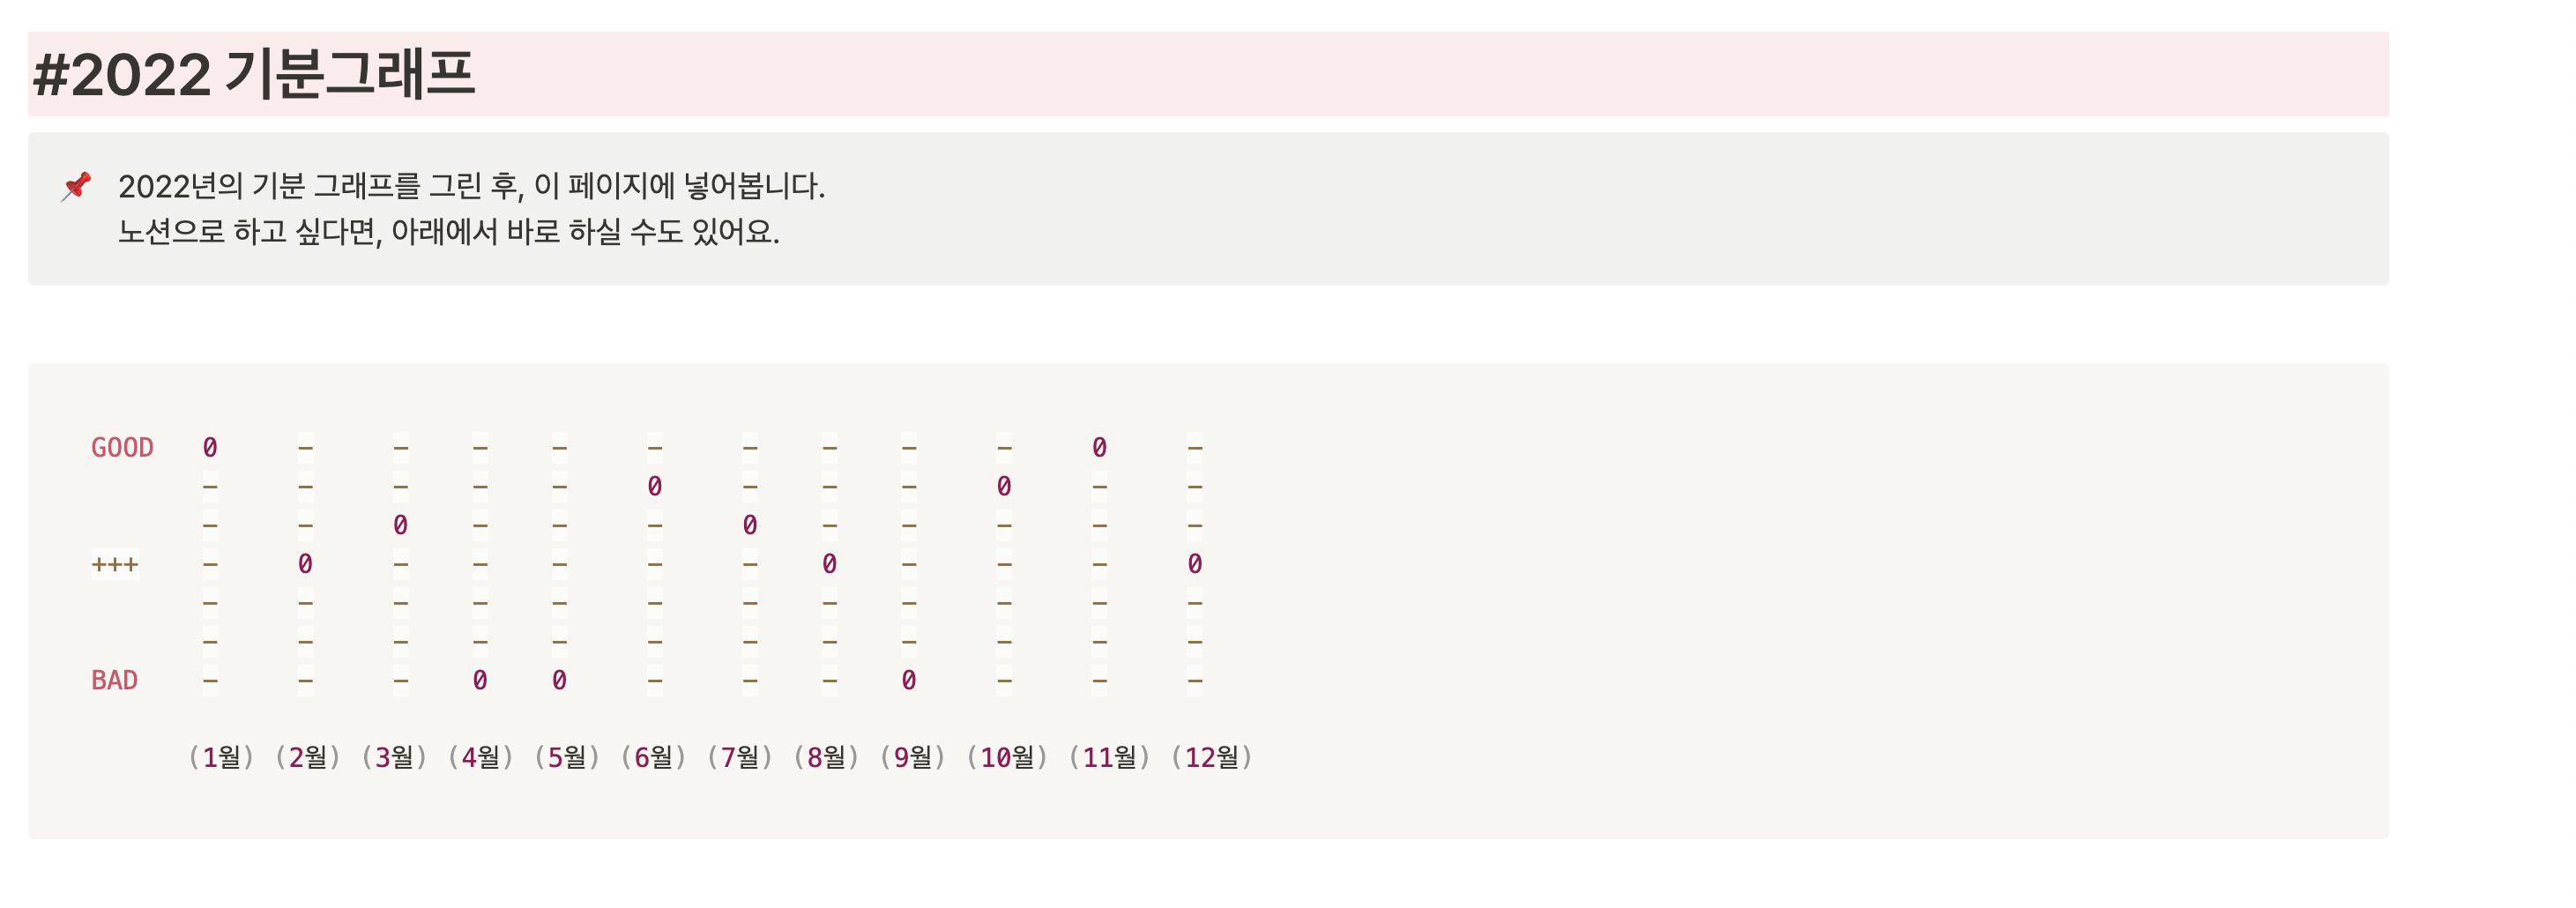 #2022 기분그래프
2022년의 기분 그래프를 그린 후, 이 페이지에 넣어봅니다.
노션으로 하고 싶다면, 아래에서 바로 하실 수도 있어요.
GOOD 0 - - - - - - - - - 0 -
- - - - - 0 - - - 0 - -
- - 0 - - - 0 - - - - -
+++ - 0 - - - - - 0 - - - 0
- - - - - - - - - - - -
- - - - - - - - - - - -
BAD - - - 0 0 - - - 0 - - -
(1월) (2월) (3월) (4월) (5월) (6월) (7월) (8월) (9월) (10월) (11월) (12월)